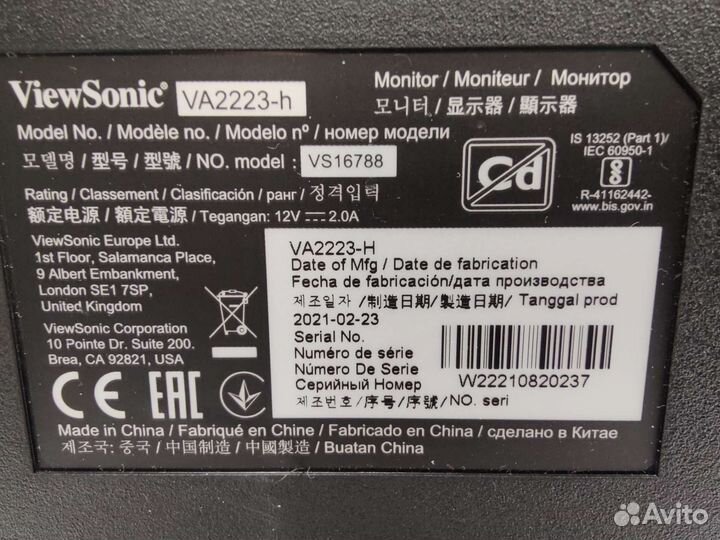 ViewSonic® VA2223-h
Monitor / Moniteur / Монитор
모니터 / 显示器 / 顯示器
Model No. / Modèle no. / Modelo nº / номер модели
모델명 / 型号 / 型號 / NO. model : VS16788
Rating / Classement / Clasificación / ранг / 정격입력
额定电源 / 額定電源 / Tegangan: 12V ⎓ 2.0A
Cd
IS 13252 (Part 1)/
IEC 60950-1
R-41162442-
www.bis.gov.in
ViewSonic Europe Ltd.
1st Floor, Salamanca Place,
9 Albert Embankment,
London SE1 7SP,
United Kingdom
ViewSonic Corporation
10 Pointe Dr. Suite 200.
Brea, CA 92821, USA
CE EAC
VA2223-H
Date of Mfg / Date de fabrication
Fecha de fabricación/дата производства
제조일자 /制造日期/製造日期/ Tanggal prod
2021-02-23
Serial No.
Numéro de série
Número De Serie
Серийный Номер
제조번호 /序号/序號/NO. seri
W22210820237
Made in China / Fabriqué en Chine / Fabricado en China / сделано в Китае
제조국: 중국 / 中国制造 / 中國製造 / Buatan China
Avito